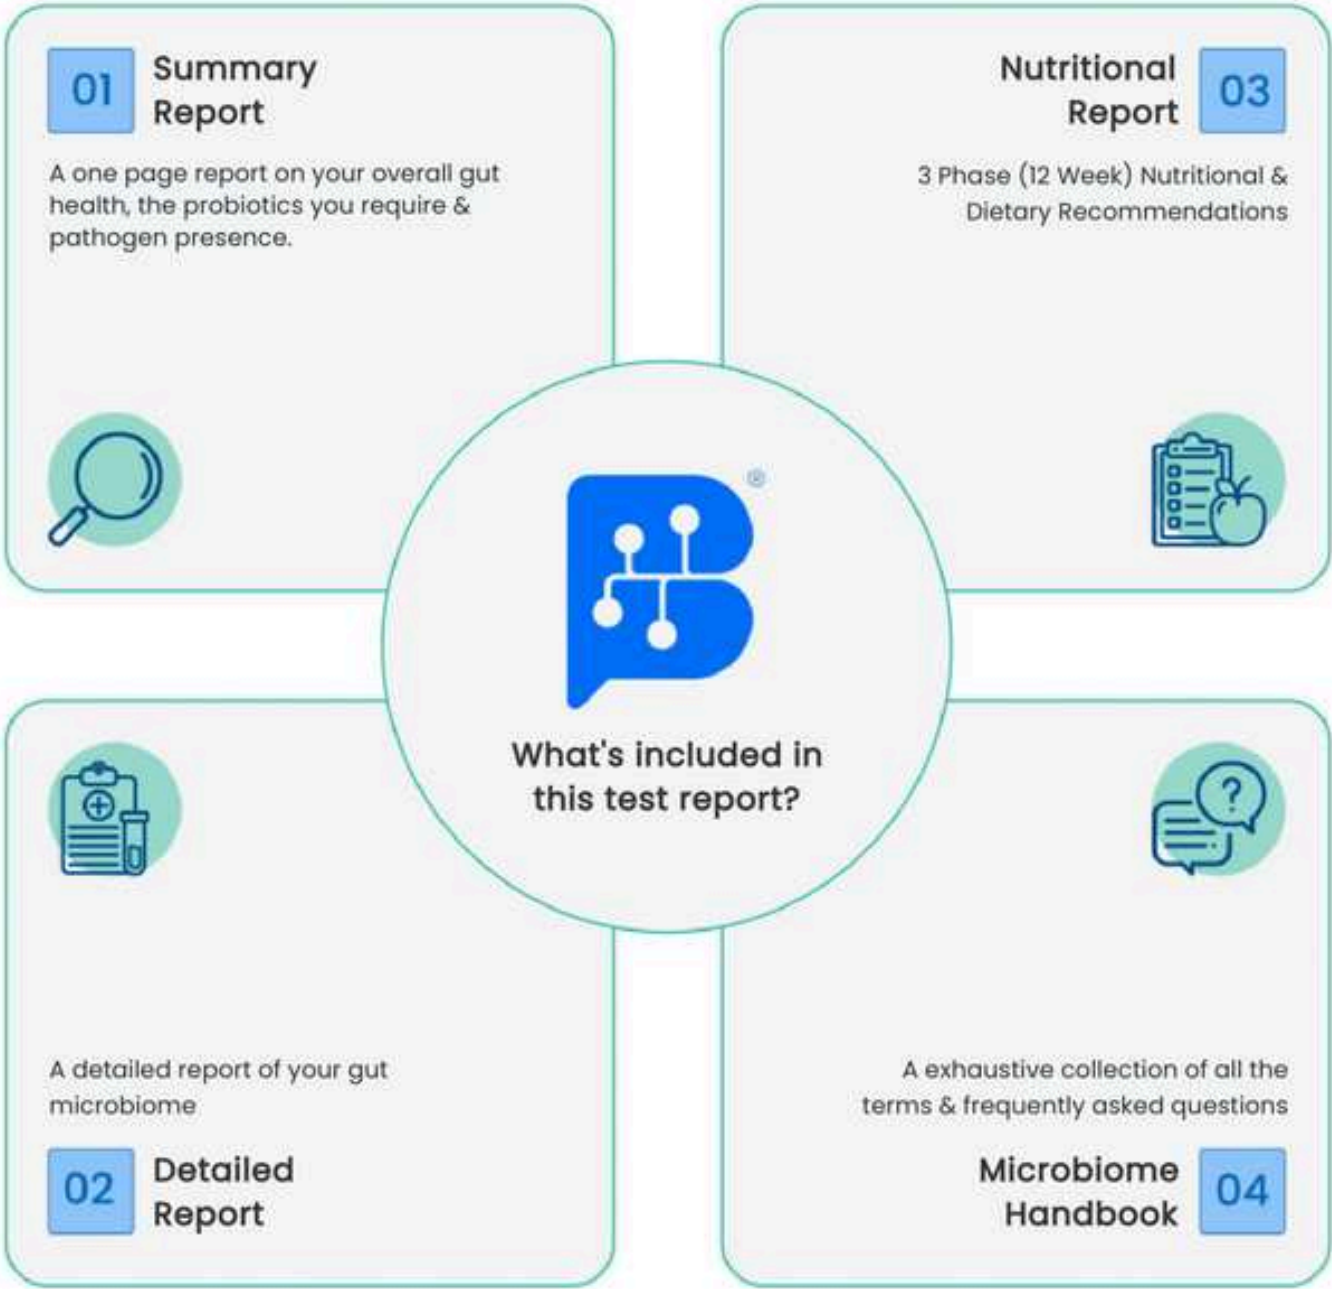 01
Summary
Report
A one page report on your overall gut
health, the probiotics you require &
pathogen presence.
Nutritional
Report
03
3 Phase (12 Week) Nutritional &
Dietary Recommendations
What's included in
this test report?
A detailed report of your gut
microbiome
02
Detailed
Report
A exhaustive collection of all the
terms & frequently asked questions
Microbiome
Handbook
04